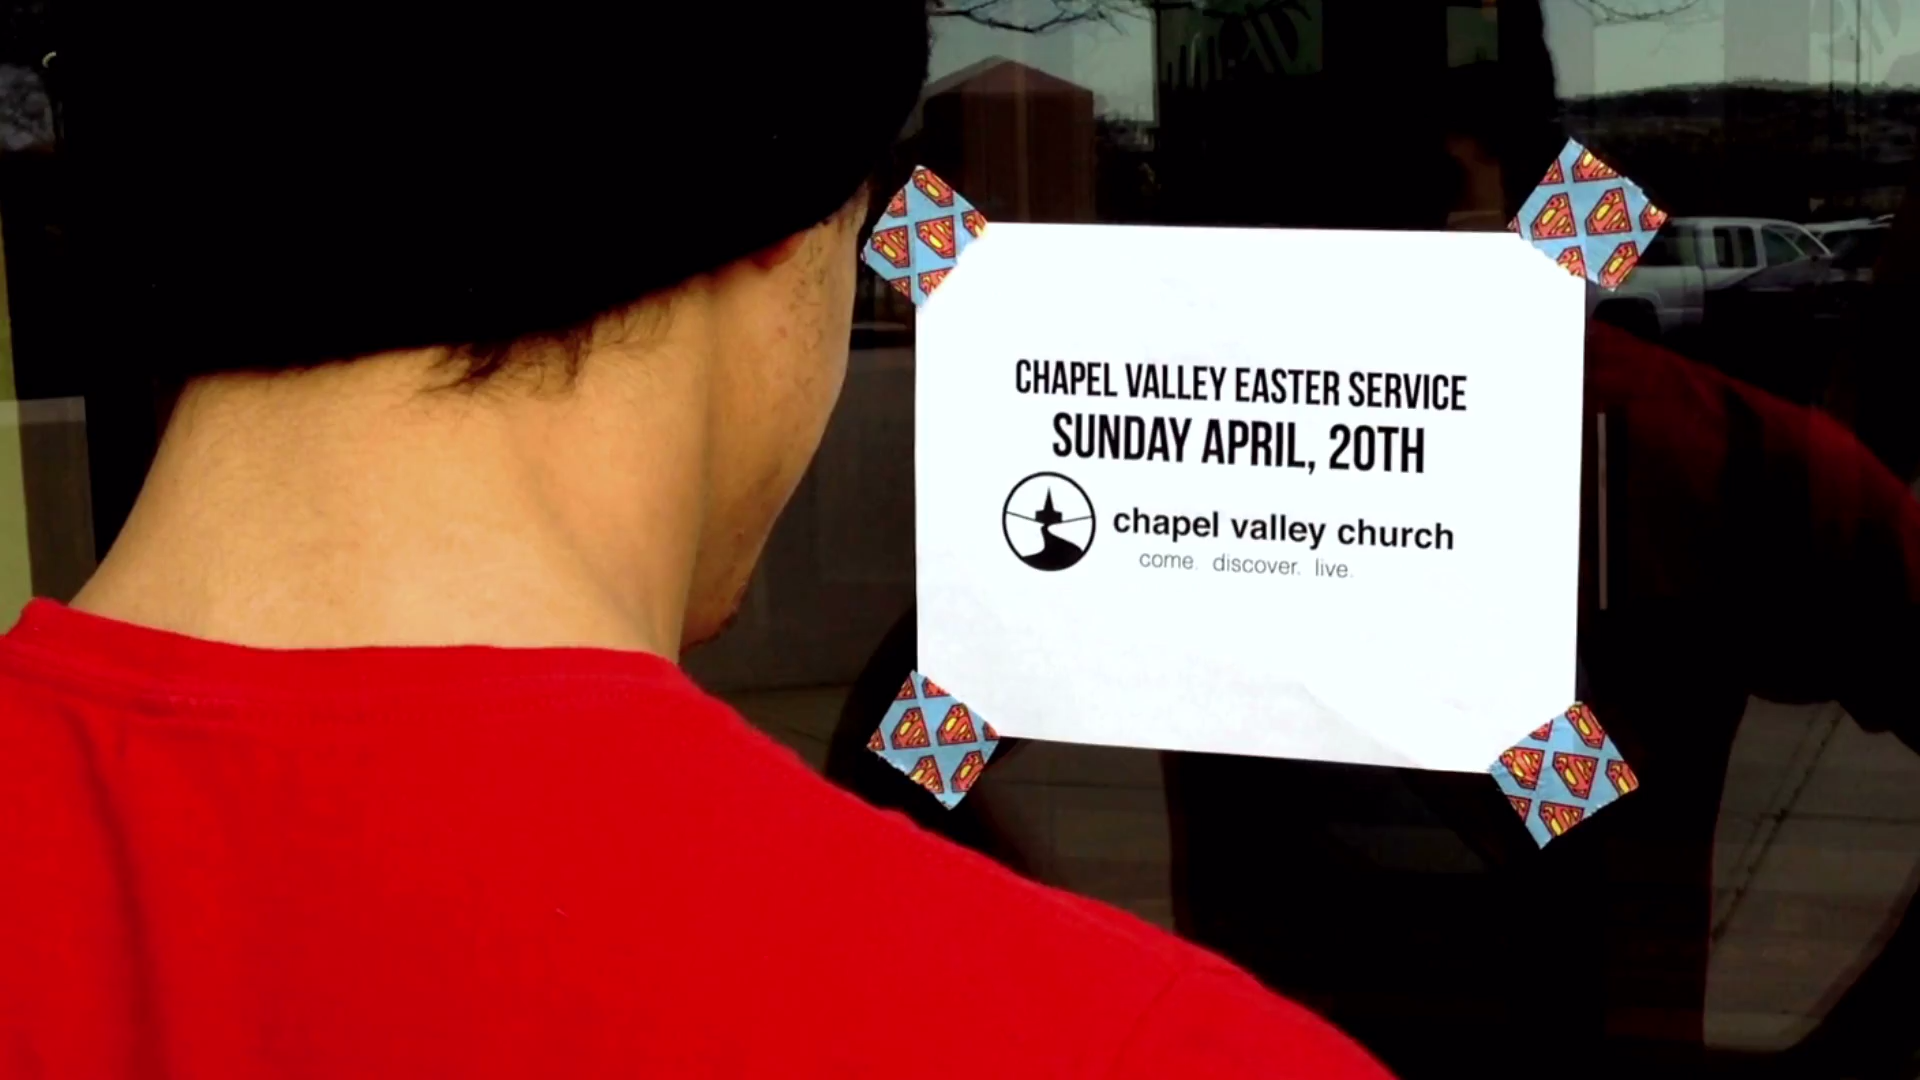 CHAPEL VALLEY EASTER SERVICE
SUNDAY APRIL, 20TH
chapel valley church
come. discover. live.